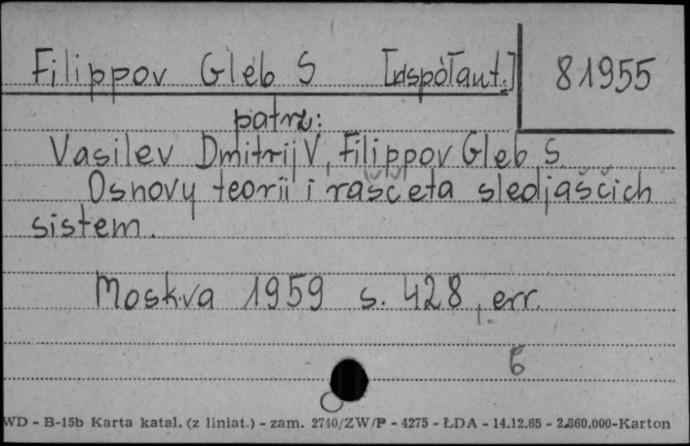 Filippov Gleb S [współaut.] 81955
patrz:
Vasilev Dmitrij V, Filippov Gleb S.
Osnovy teorii i rasčeta sledjaščich
sistem.
Moskva 1959 s. 428, err.
6
WD - B-15b Karta katal. (z liniat.) - zam. 2740/ZW/P - 4275 - ŁDA - 14.12.65 - 2.360.000-Karton